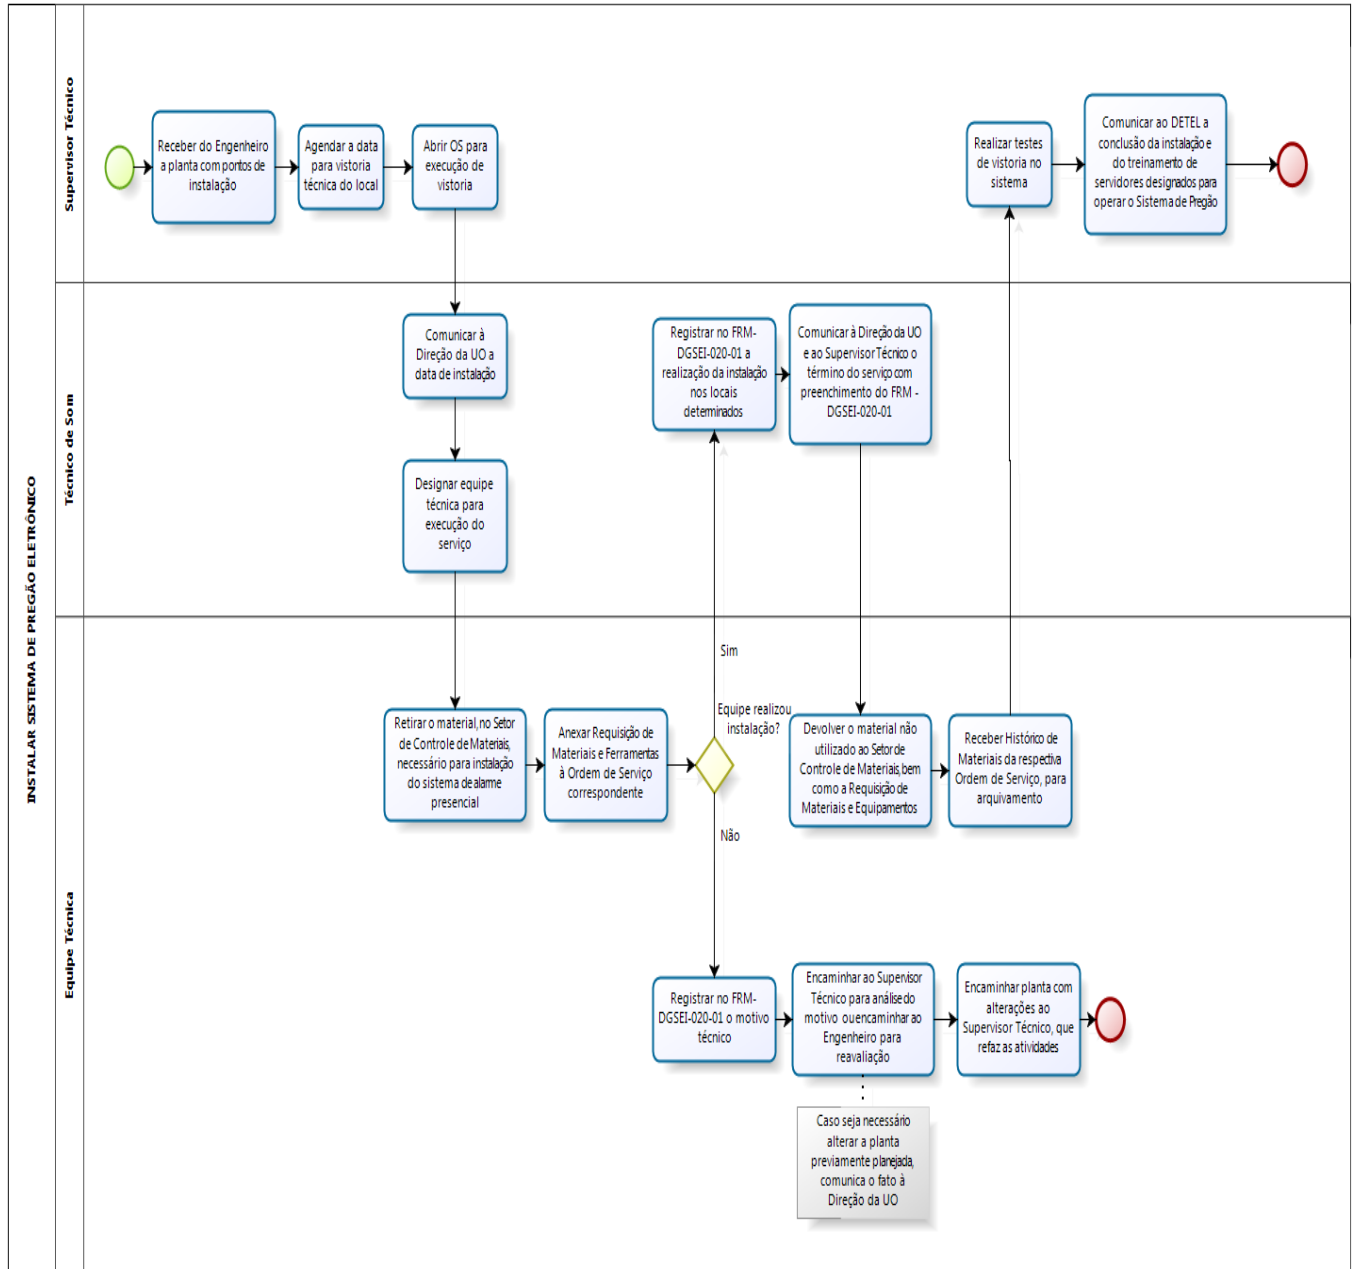 INSTALAR SISTEMA DE PREGÃO ELETRÔNICO
Supervisor Técnico
Receber do Engenheiro
a planta com pontos de
instalação
Agendar a data
para vistoria
técnica do local
Abrir OS para
execução de
vistoria
Realizar testes
de vistoria no
sistema
Comunicar ao DETEL a
conclusão da instalação e
do treinamento de
servidores designados para
operar o Sistema de Pregão
Técnico de Som
Comunicar à
Direção da UO a
data de instalação
Designar equipe
técnica para
execução do
serviço
Registrar no FRM-
DGSEI-020-01 a
realização da instalação
nos locais
determinados
Comunicar à Direção da UO
e ao Supervisor Técnico o
término do serviço com
preenchimento do FRM -
DGSEI-020-01
Equipe Técnica
Retirar o material, no Setor
de Controle de Materiais,
necessário para instalação
do sistema de alarme
presencial
Anexar Requisição de
Materiais e Ferramentas
à Ordem de Serviço
correspondente
Sim
Equipe realizou
instalação?
Não
Devolver o material não
utilizado ao Setor de
Controle de Materiais, bem
como a Requisição de
Materiais e Equipamentos
Receber Histórico de
Materiais da respectiva
Ordem de Serviço, para
arquivamento
Registrar no FRM-
DGSEI-020-01 o motivo
técnico
Encaminhar ao Supervisor
Técnico para análise do
motivo ou encaminhar ao
Engenheiro para
reavaliação
Encaminhar planta com
alterações ao
Supervisor Técnico, que
refaz as atividades
Caso seja necessário
alterar a planta
previamente planejada,
comunica o fato à
Direção da UO